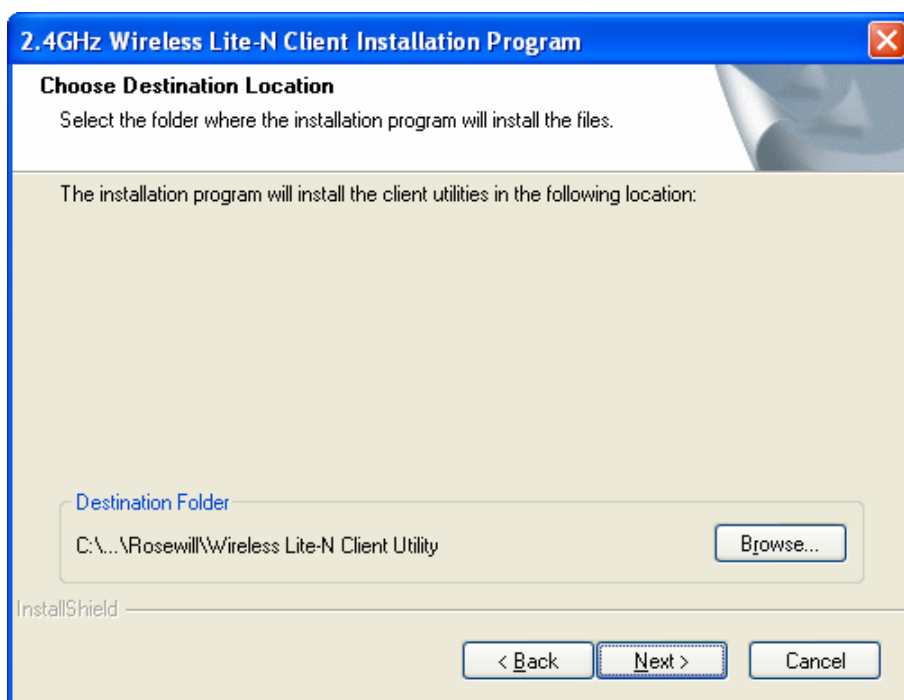 2.4GHz Wireless Lite-N Client Installation Program
Choose Destination Location
Select the folder where the installation program will install the files.
The installation program will install the client utilities in the following location:
Destination Folder
C:\...\Rosewill\Wireless Lite-N Client Utility
Browse...
InstallShield
< Back
Next >
Cancel